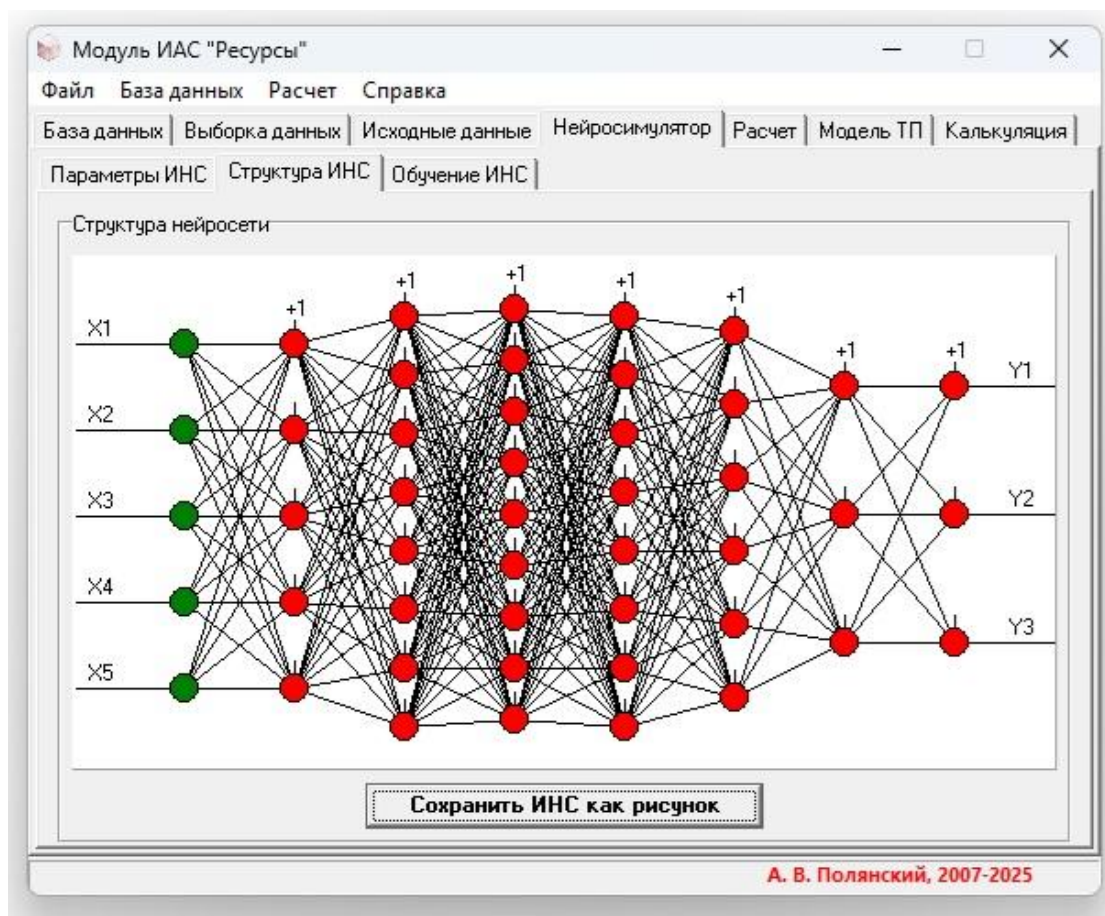 Модуль ИАС "Ресурсы"
Файл База данных Расчет Справка
База данных Выборка данных Исходные данные Нейросимулятор Расчет Модель ТП Калькуляция
Параметры ИНС Структура ИНС Обучение ИНС
Структура нейросети
+1 +1 +1 +1 +1 +1 +1
X1 Y1
X2
X3 Y2
X4
X5 Y3
Сохранить ИНС как рисунок
А. В. Полянский, 2007-2025